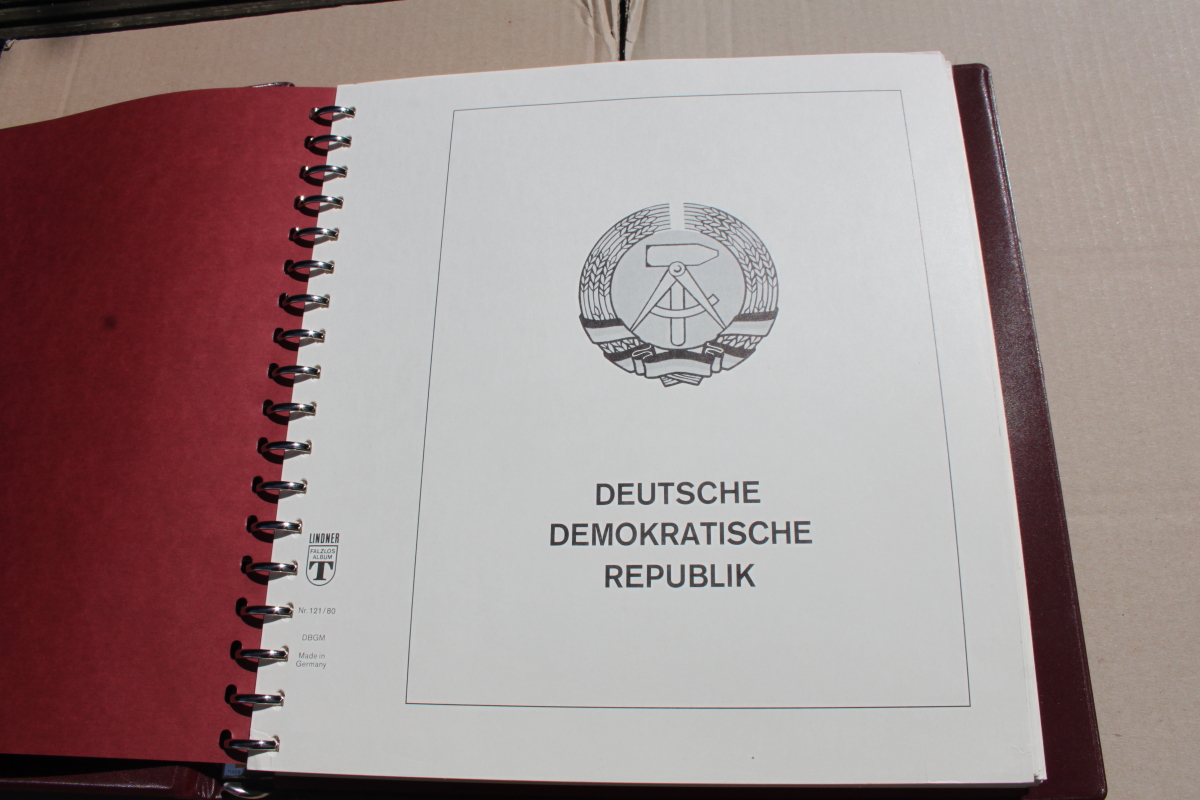 DEUTSCHE
DEMOKRATISCHE
REPUBLIK
LINDNER
FALZLOS
ALBUM
T
Nr. 121/80
DBGM
Made in
Germany